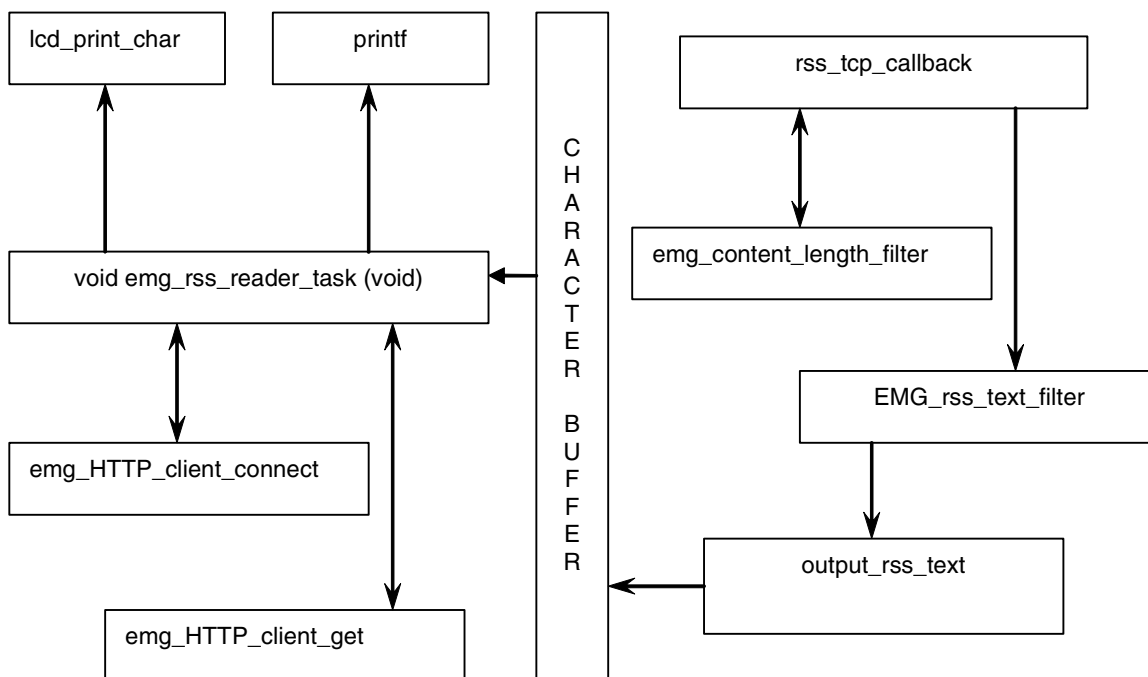 lcd_print_char
printf
rss_tcp_callback
void emg_rss_reader_task (void)
emg_content_length_filter
C
H
A
R
A
C
T
E
R
B
U
F
F
E
R
EMG_rss_text_filter
emg_HTTP_client_connect
output_rss_text
emg_HTTP_client_get